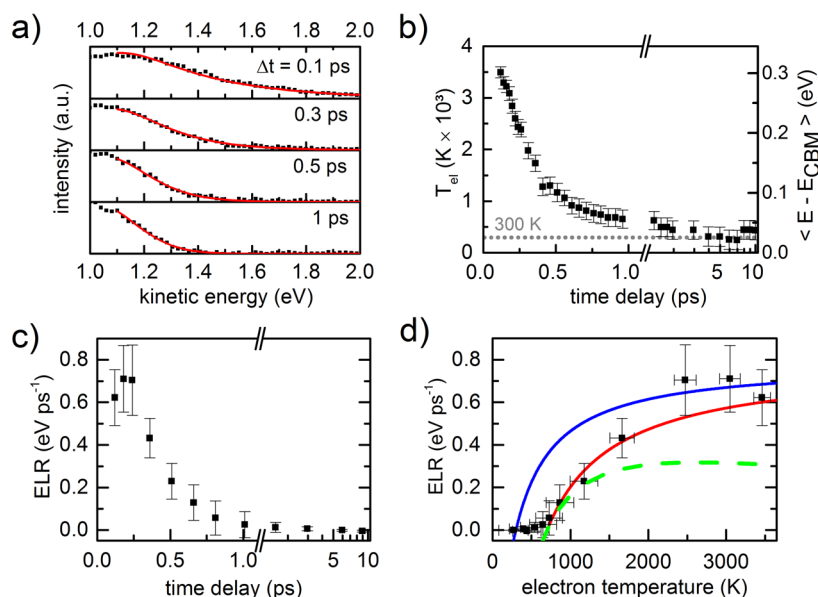 a)
1.0 1.2 1.4 1.6 1.8 2.0
Δt = 0.1 ps
0.3 ps
0.5 ps
1 ps
intensity (a.u.)
1.0 1.2 1.4 1.6 1.8 2.0
kinetic energy (eV)
b)
4
3
2
1
0
T_el (K × 10³)
300 K
0.3
0.2
0.1
0.0
< E - E_CBM > (eV)
0.0 0.5 1.0 5 10
time delay (ps)
c)
0.8
0.6
0.4
0.2
0.0
ELR (eV ps⁻¹)
0.0 0.5 1.0 5 10
time delay (ps)
d)
0.8
0.6
0.4
0.2
0.0
ELR (eV ps⁻¹)
0 1000 2000 3000
electron temperature (K)